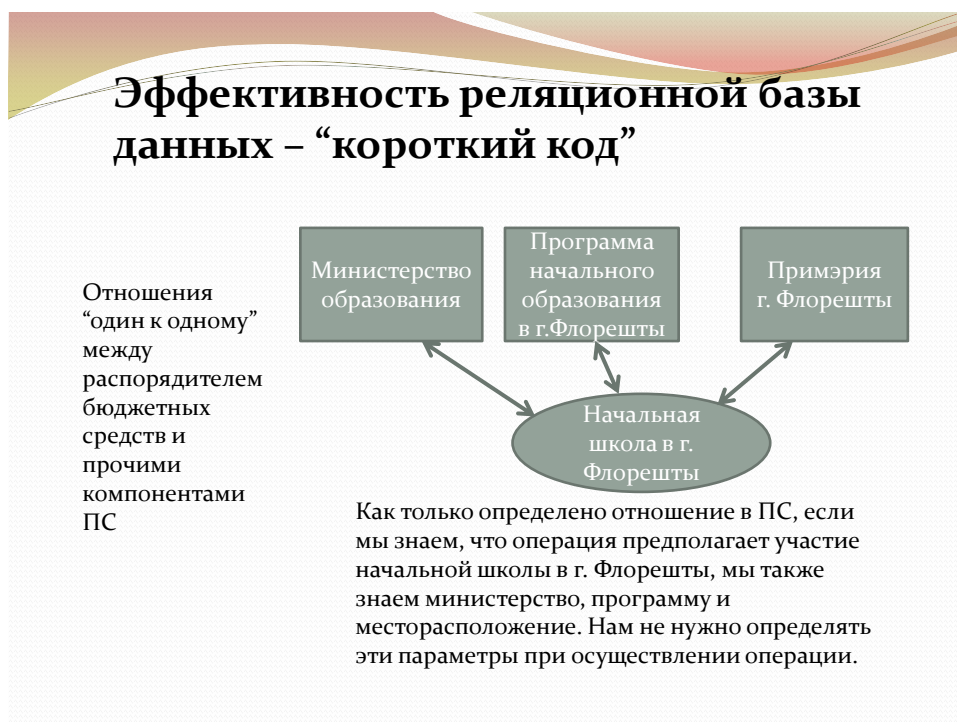 Эффективность реляционной базы
данных – “короткий код”
Отношения
“один к одному”
между
распорядителем
бюджетных
средств и
прочими
компонентами
ПС
Министерство
образования
Программа
начального
образования
в г.Флорешты
Примэрия
г. Флорешты
Начальная
школа в г.
Флорешты
Как только определено отношение в ПС, если
мы знаем, что операция предполагает участие
начальной школы в г. Флорешты, мы также
знаем министерство, программу и
месторасположение. Нам не нужно определять
эти параметры при осуществлении операции.